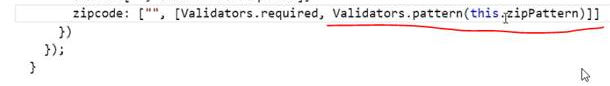 zipcode: ["", [Validators.required, Validators.pattern(this.zipPattern)]]
})
});
}